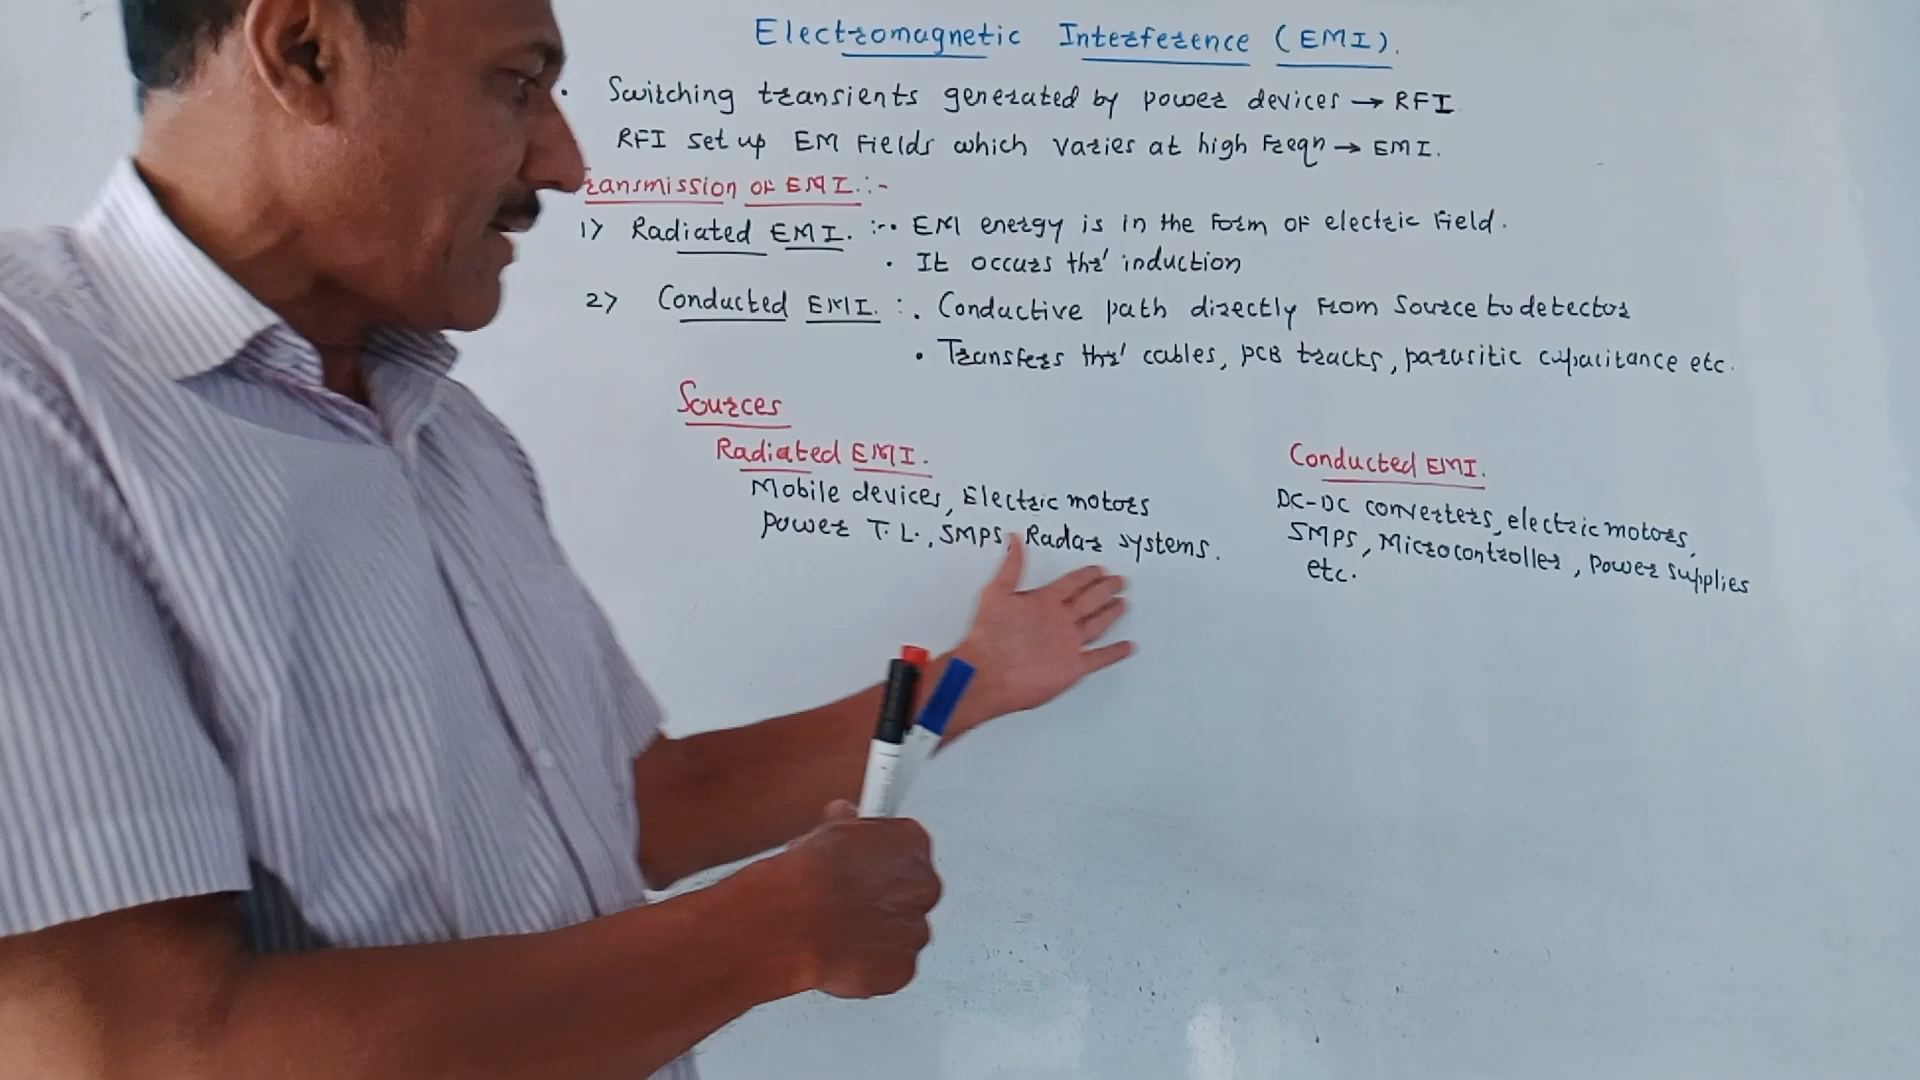 Electromagnetic Interference (EMI).
• Switching transients generated by power devices → RFI
RFI set up EM Fields which varies at high Freqn → EMI.
Transmission OF EMI :-
1) Radiated EMI. :- • EM energy is in the Form OF electric Field.
• It occurs thr' induction
2) Conducted EMI. : • Conductive path directly From Source to detector
• Transfers thr' cables, PCB tracks, parasitic capacitance etc.
Sources
Radiated EMI.
Mobile devices, Electric motors
Power T.L., SMPS, Radar systems.
Conducted EMI.
DC-DC converters, electric motors,
SMPS, Microcontroller, Power supplies
etc.